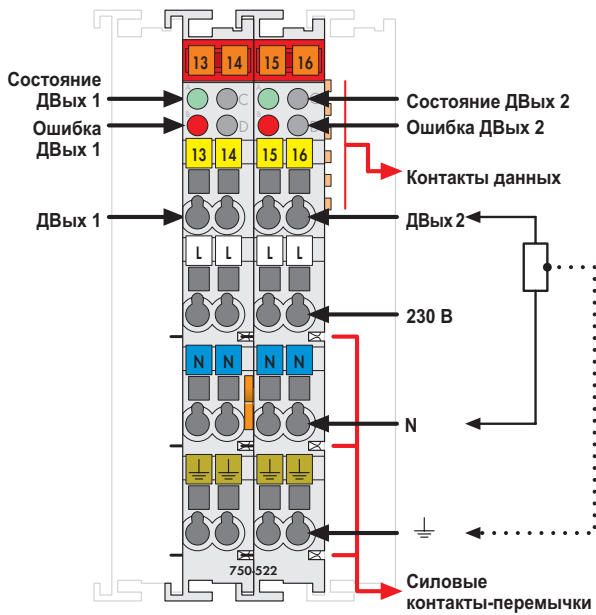 13 14 15 16
Состояние ДВых 1
A C A C
Состояние ДВых 2
Ошибка ДВых 1
B D B
Ошибка ДВых 2
13 14 15 16
Контакты данных
ДВых 1
ДВых 2
L L L L
230 В
N N N N
N
750-522
Силовые
контакты-перемычки